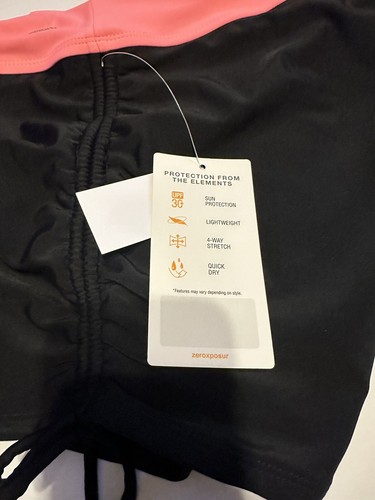 PROTECTION FROM
THE ELEMENTS
UPF
30+
SUN
PROTECTION
LIGHTWEIGHT
4-WAY
STRETCH
QUICK
DRY
*Features may vary depending on style.
zeroxposur